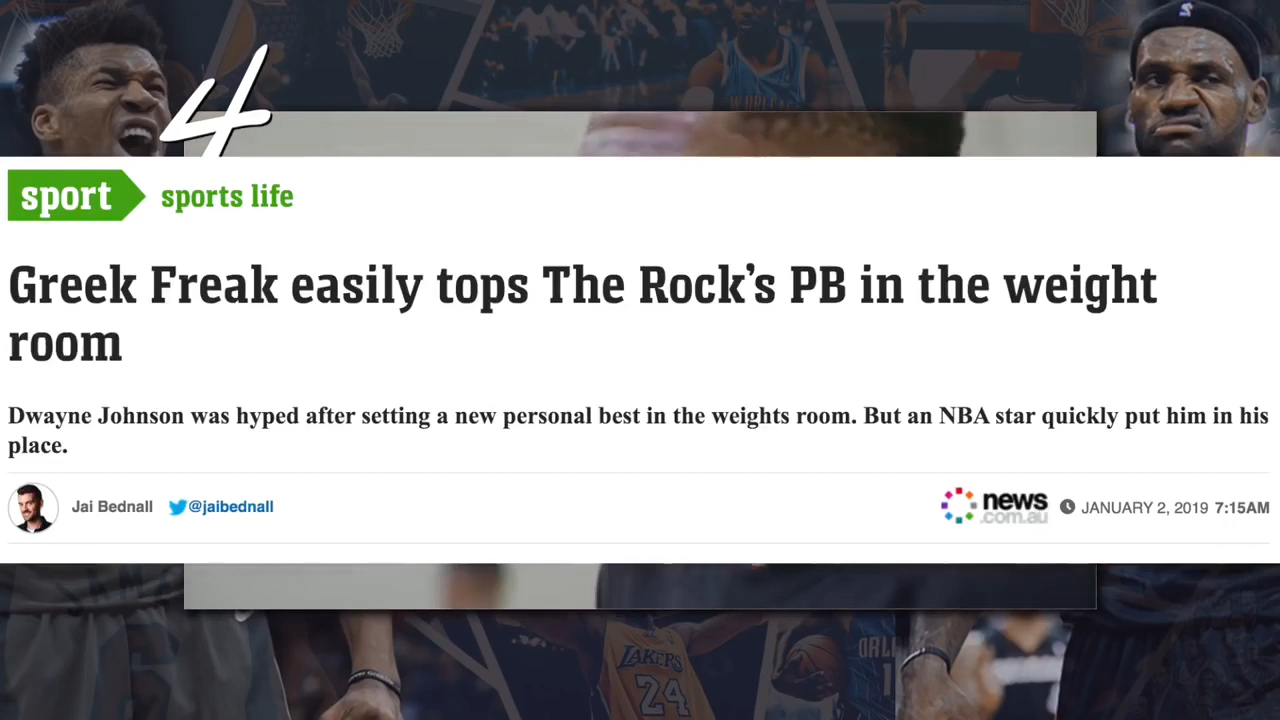 4
sport sports life
Greek Freak easily tops The Rock's PB in the weight
room
Dwayne Johnson was hyped after setting a new personal best in the weights room. But an NBA star quickly put him in his
place.
Jai Bednall @jaibednall news.com.au JANUARY 2, 2019 7:15AM
LAKERS
24